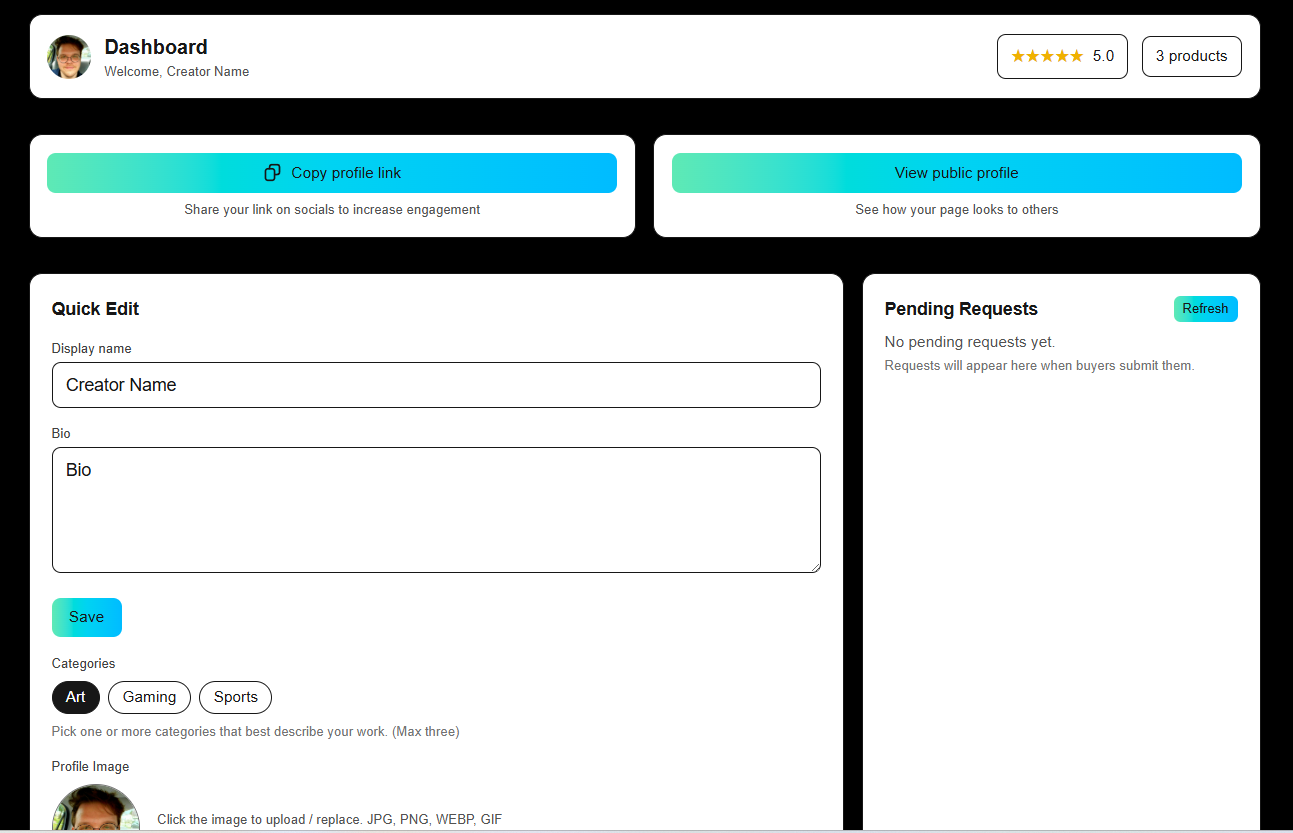 Dashboard
Welcome, Creator Name
★★★★★ 5.0
3 products
Copy profile link
Share your link on socials to increase engagement
View public profile
See how your page looks to others
Quick Edit
Display name
Creator Name
Bio
Bio
Save
Categories
Art Gaming Sports
Pick one or more categories that best describe your work. (Max three)
Profile Image
Click the image to upload / replace. JPG, PNG, WEBP, GIF
Pending Requests
Refresh
No pending requests yet.
Requests will appear here when buyers submit them.